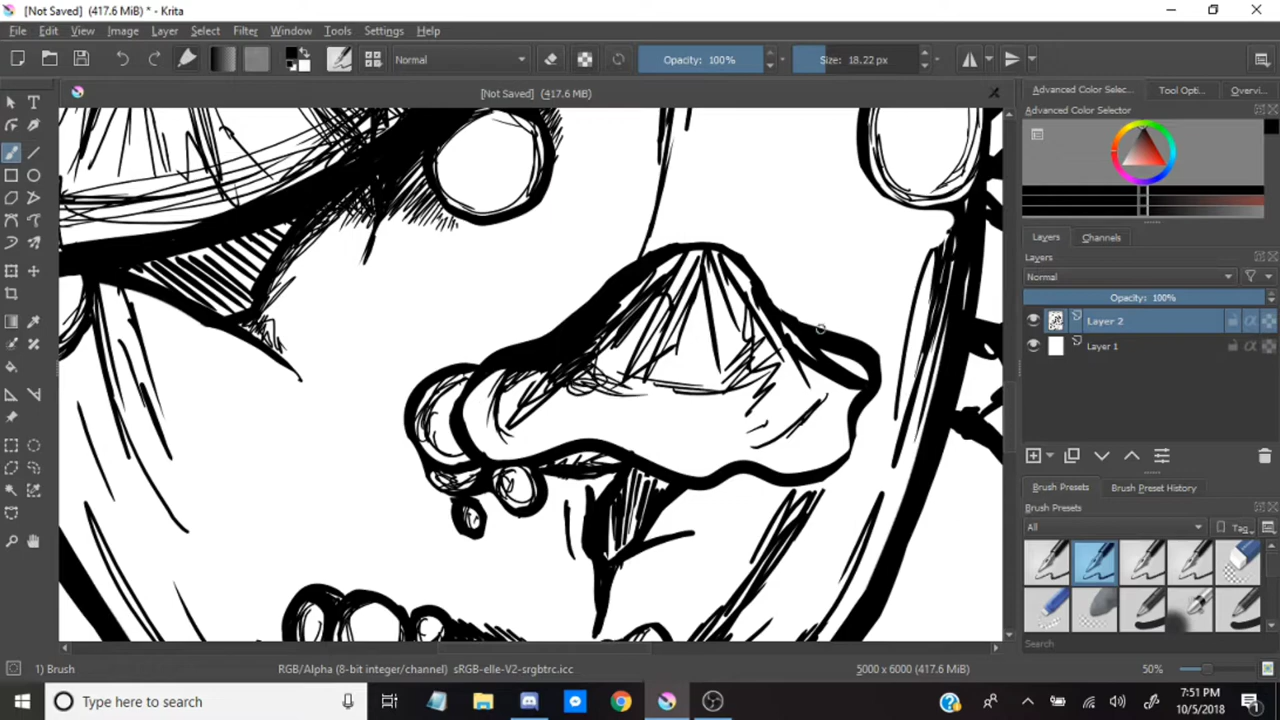 [Not Saved] (417.6 MiB) * - Krita
File Edit View Image Layer Select Filter Window Tools Settings Help
Normal Opacity: 100% Size: 18.22 px
[Not Saved] (417.6 MiB)
Advanced Color Selec... Tool Opti... Overvi...
Advanced Color Selector
Layers Channels
Layers
Normal
Opacity: 100%
Layer 2
Layer 1
Brush Presets Brush Preset History
Brush Presets
All Tag
Search
1) Brush RGB/Alpha (8-bit integer/channel) sRGB-elle-V2-srgbtrc.icc 5000 x 6000 (417.6 MiB) 50%
Type here to search
7:51 PM
10/5/2018
1